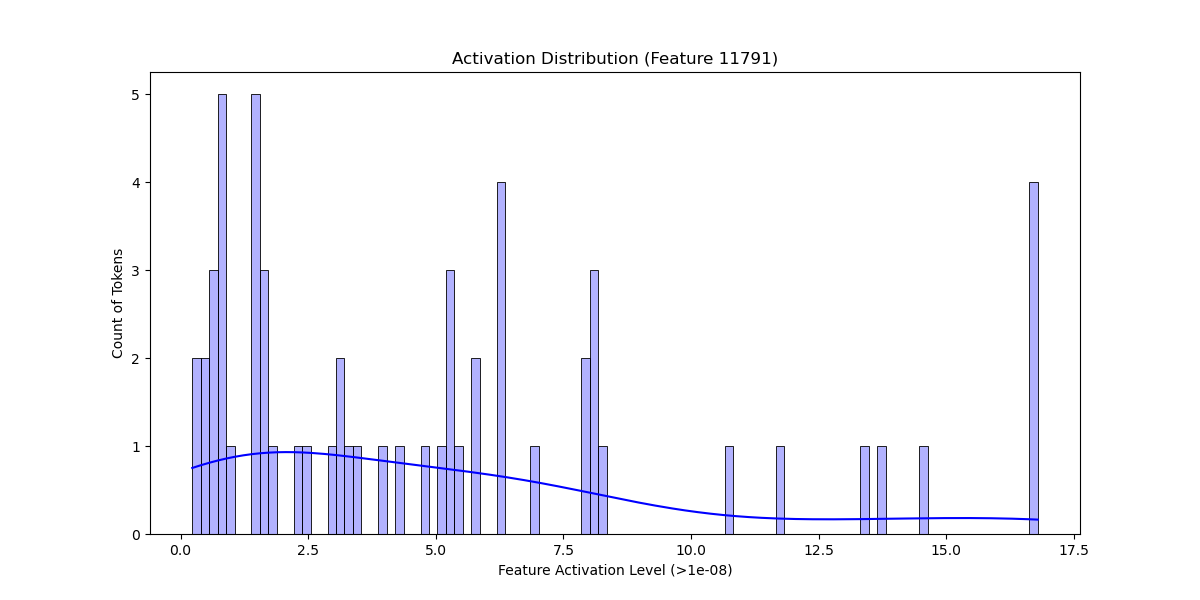 Activation Distribution (Feature 11791)
Count of Tokens
5
4
3
2
1
0
0.0 2.5 5.0 7.5 10.0 12.5 15.0 17.5
Feature Activation Level (>1e-08)